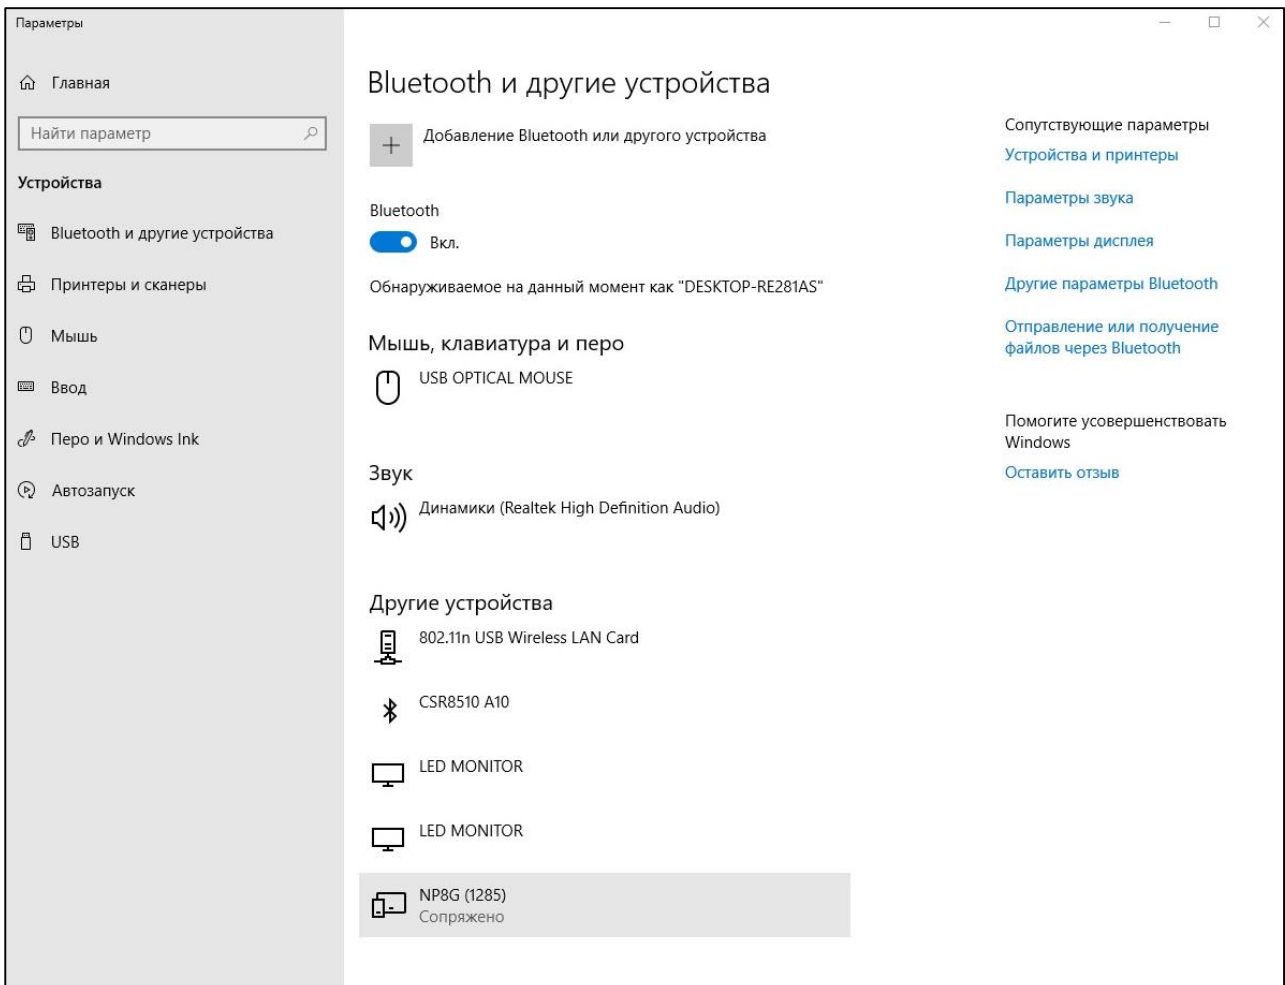 Параметры
Главная
Найти параметр
Устройства
Bluetooth и другие устройства
Принтеры и сканеры
Мышь
Ввод
Перо и Windows Ink
Автозапуск
USB
Bluetooth и другие устройства
Добавление Bluetooth или другого устройства
Bluetooth
Вкл.
Обнаруживаемое на данный момент как "DESKTOP-RE281AS"
Мышь, клавиатура и перо
USB OPTICAL MOUSE
Звук
Динамики (Realtek High Definition Audio)
Другие устройства
802.11n USB Wireless LAN Card
CSR8510 A10
LED MONITOR
LED MONITOR
NP8G (1285)
Сопряжено
Сопутствующие параметры
Устройства и принтеры
Параметры звука
Параметры дисплея
Другие параметры Bluetooth
Отправление или получение
файлов через Bluetooth
Помогите усовершенствовать
Windows
Оставить отзыв